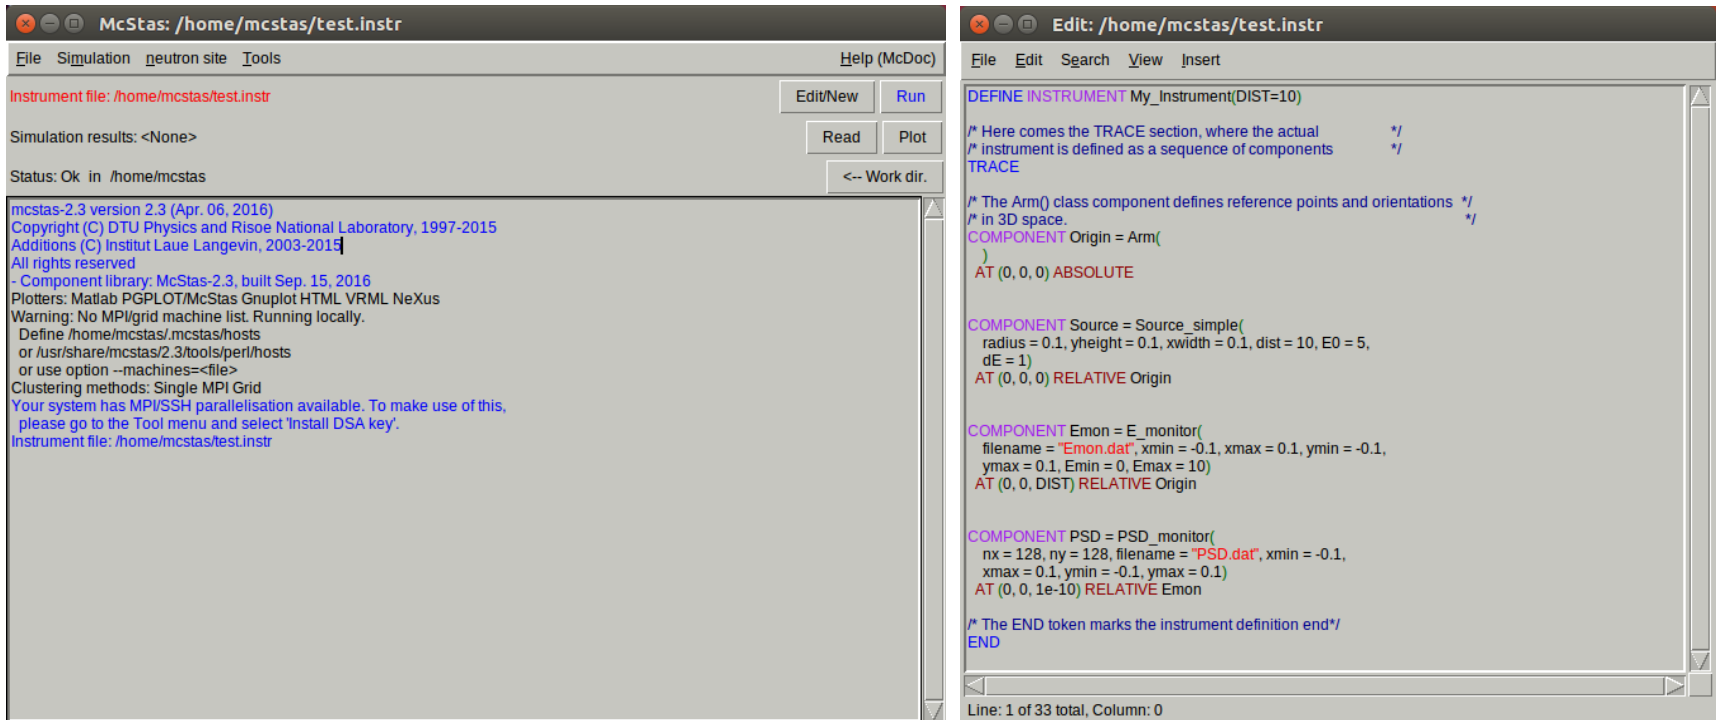 McStas: /home/mcstas/test.instr
File Simulation neutron site Tools Help (McDoc)
Instrument file: /home/mcstas/test.instr Edit/New Run
Simulation results: <None> Read Plot
Status: Ok in /home/mcstas <-- Work dir.
mcstas-2.3 version 2.3 (Apr. 06, 2016)
Copyright (C) DTU Physics and Risoe National Laboratory, 1997-2015
Additions (C) Institut Laue Langevin, 2003-2015
All rights reserved
- Component library: McStas-2.3, built Sep. 15, 2016
Plotters: Matlab PGPLOT/McStas Gnuplot HTML VRML NeXus
Warning: No MPI/grid machine list. Running locally.
Define /home/mcstas/.mcstas/hosts
or /usr/share/mcstas/2.3/tools/perl/hosts
or use option --machines=<file>
Clustering methods: Single MPI Grid
Your system has MPI/SSH parallelisation available. To make use of this,
please go to the Tool menu and select 'Install DSA key'.
Instrument file: /home/mcstas/test.instr
Edit: /home/mcstas/test.instr
File Edit Search View Insert
DEFINE INSTRUMENT My_Instrument(DIST=10)
/* Here comes the TRACE section, where the actual */
/* instrument is defined as a sequence of components */
TRACE
/* The Arm() class component defines reference points and orientations */
/* in 3D space. */
COMPONENT Origin = Arm(
)
AT (0, 0, 0) ABSOLUTE
COMPONENT Source = Source_simple(
radius = 0.1, yheight = 0.1, xwidth = 0.1, dist = 10, E0 = 5,
dE = 1)
AT (0, 0, 0) RELATIVE Origin
COMPONENT Emon = E_monitor(
filename = "Emon.dat", xmin = -0.1, xmax = 0.1, ymin = -0.1,
ymax = 0.1, Emin = 0, Emax = 10)
AT (0, 0, DIST) RELATIVE Origin
COMPONENT PSD = PSD_monitor(
nx = 128, ny = 128, filename = "PSD.dat", xmin = -0.1,
xmax = 0.1, ymin = -0.1, ymax = 0.1)
AT (0, 0, 1e-10) RELATIVE Emon
/* The END token marks the instrument definition end*/
END
Line: 1 of 33 total, Column: 0